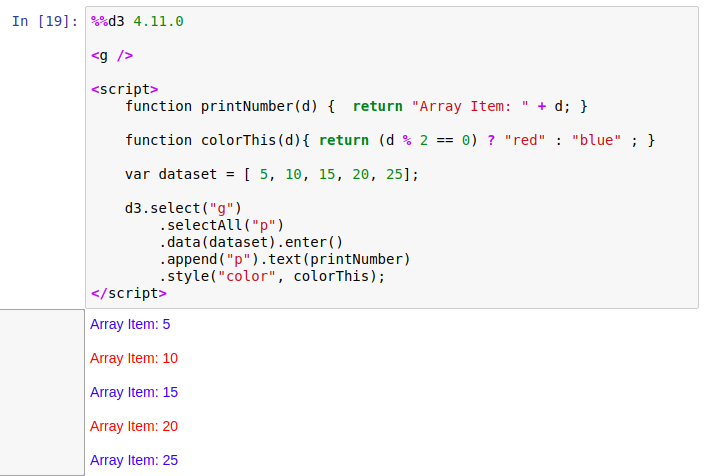 In [19]: %%d3 4.11.0
<g />
<script>
function printNumber(d) {  return "Array Item: " + d; }
function colorThis(d){ return (d % 2 == 0) ? "red" : "blue" ; }
var dataset = [ 5, 10, 15, 20, 25];
d3.select("g")
.selectAll("p")
.data(dataset).enter()
.append("p").text(printNumber)
.style("color", colorThis);
</script>
Array Item: 5
Array Item: 10
Array Item: 15
Array Item: 20
Array Item: 25